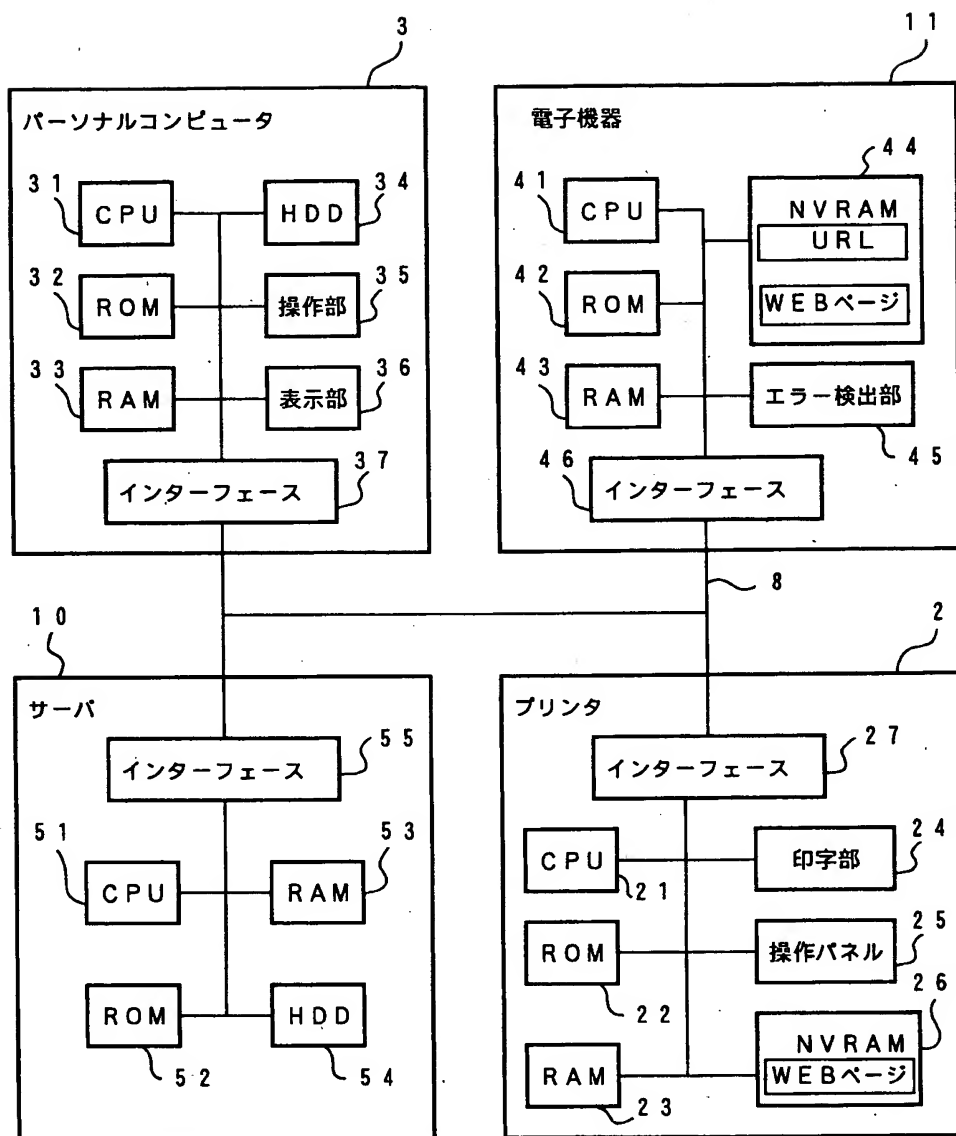 3
パーソナルコンピュータ
31
CPU
34
HDD
32
ROM
35
操作部
33
RAM
36
表示部
37
インターフェース
11
電子機器
41
CPU
44
NVRAM
URL
WEBページ
42
ROM
43
RAM
エラー検出部
45
46
インターフェース
8
10
サーバ
55
インターフェース
51
CPU
53
RAM
ROM
52
HDD
54
2
プリンタ
27
インターフェース
CPU
21
24
印字部
ROM
22
25
操作パネル
RAM
23
26
NVRAM
WEBページ